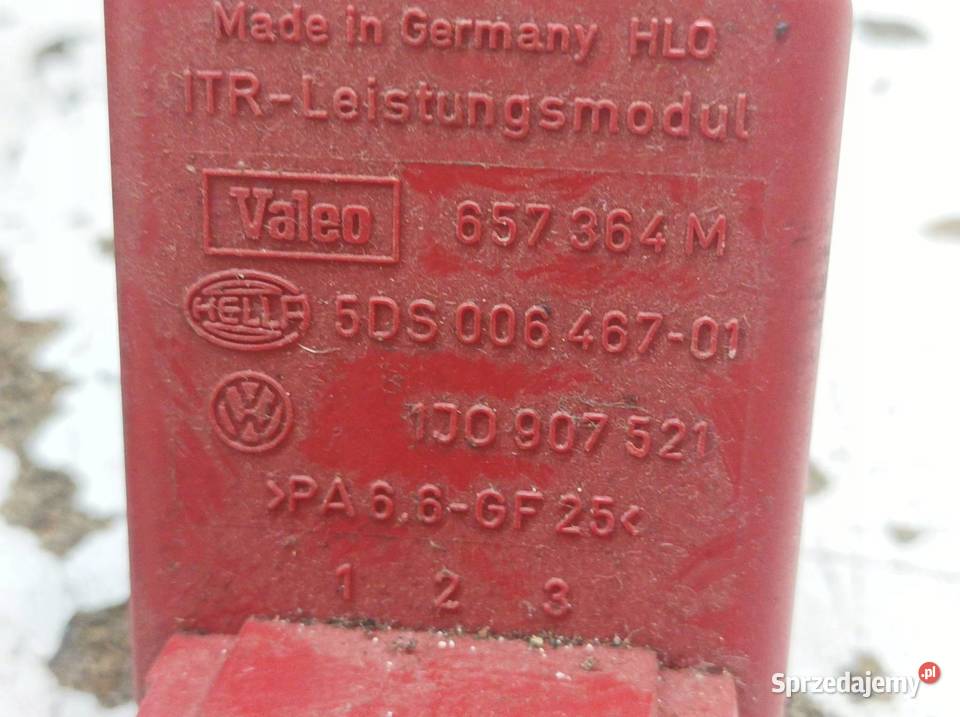 Made in Germany HLO
ITR-Leistungsmodul
Valeo 657 364 M
HELLA 5DS 006 467-01
VW 1J0 907 521
>PA 6.6-GF 25<
1 2 3
Sprzedajemy.pl